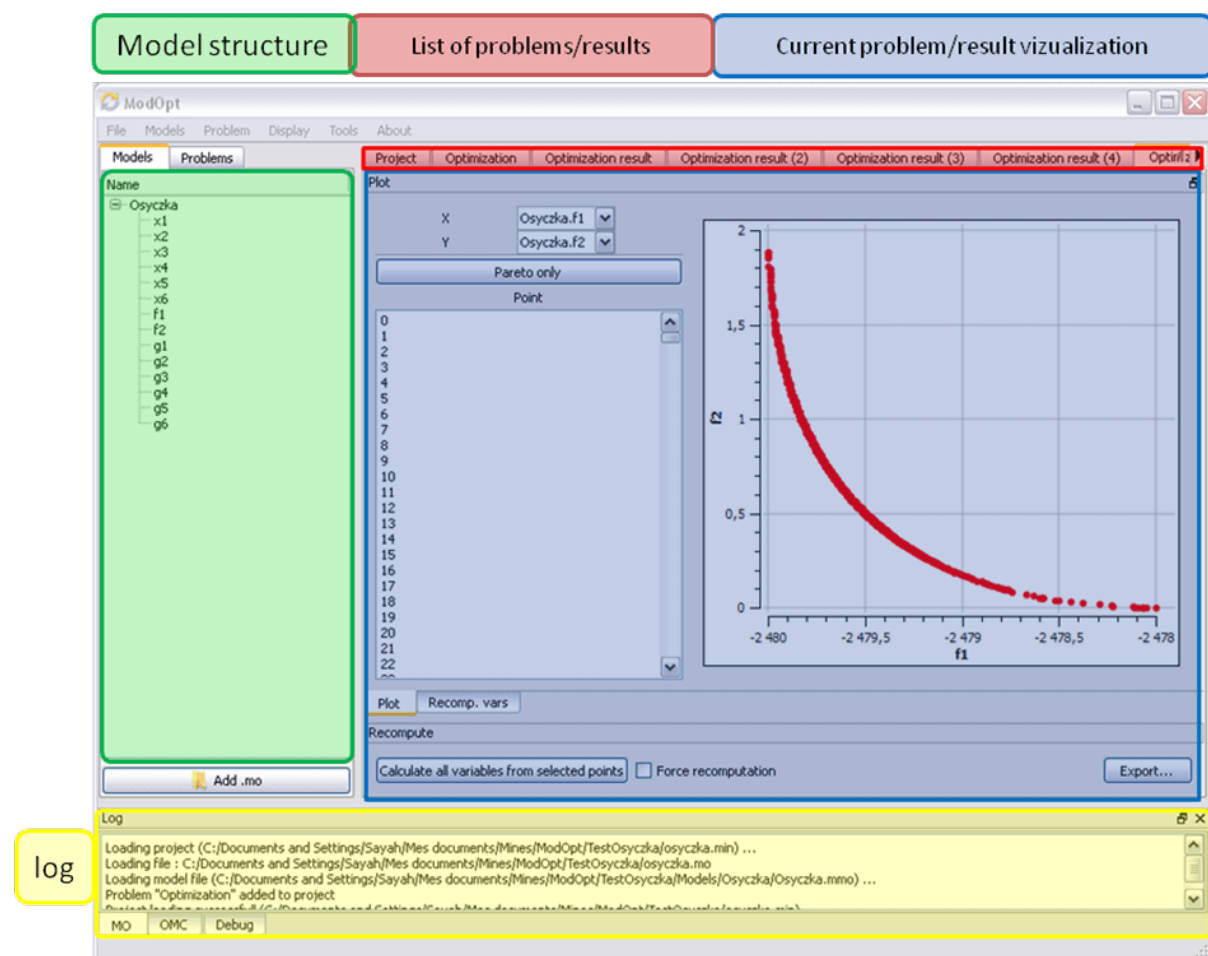 Model structure
List of problems/results
Current problem/result vizualization
ModOpt
File Models Problem Display Tools About
Models Problems
Project Optimization Optimization result Optimization result (2) Optimization result (3) Optimization result (4)
Name
Osyczka
x1
x2
x3
x4
x5
x6
f1
f2
g1
g2
g3
g4
g5
g6
Add .mo
Plot
X Osyczka.f1
Y Osyczka.f2
Pareto only
Point
0
1
2
3
4
5
6
7
8
9
10
11
12
13
14
15
16
17
18
19
20
21
22
2
1,5
1
0,5
0
f2
-2 480 -2 479,5 -2 479 -2 478,5 -2 478
f1
Plot Recomp. vars
Recompute
Calculate all variables from selected points Force recomputation Export...
log
Log
Loading project (C:/Documents and Settings/Sayah/Mes documents/Mines/ModOpt/TestOsyczka/osyczka.min) ...
Loading file : C:/Documents and Settings/Sayah/Mes documents/Mines/ModOpt/TestOsyczka/osyczka.mo
Loading model file (C:/Documents and Settings/Sayah/Mes documents/Mines/ModOpt/TestOsyczka/Models/Osyczka/Osyczka.mmo) ...
Problem "Optimization" added to project
MO OMC Debug